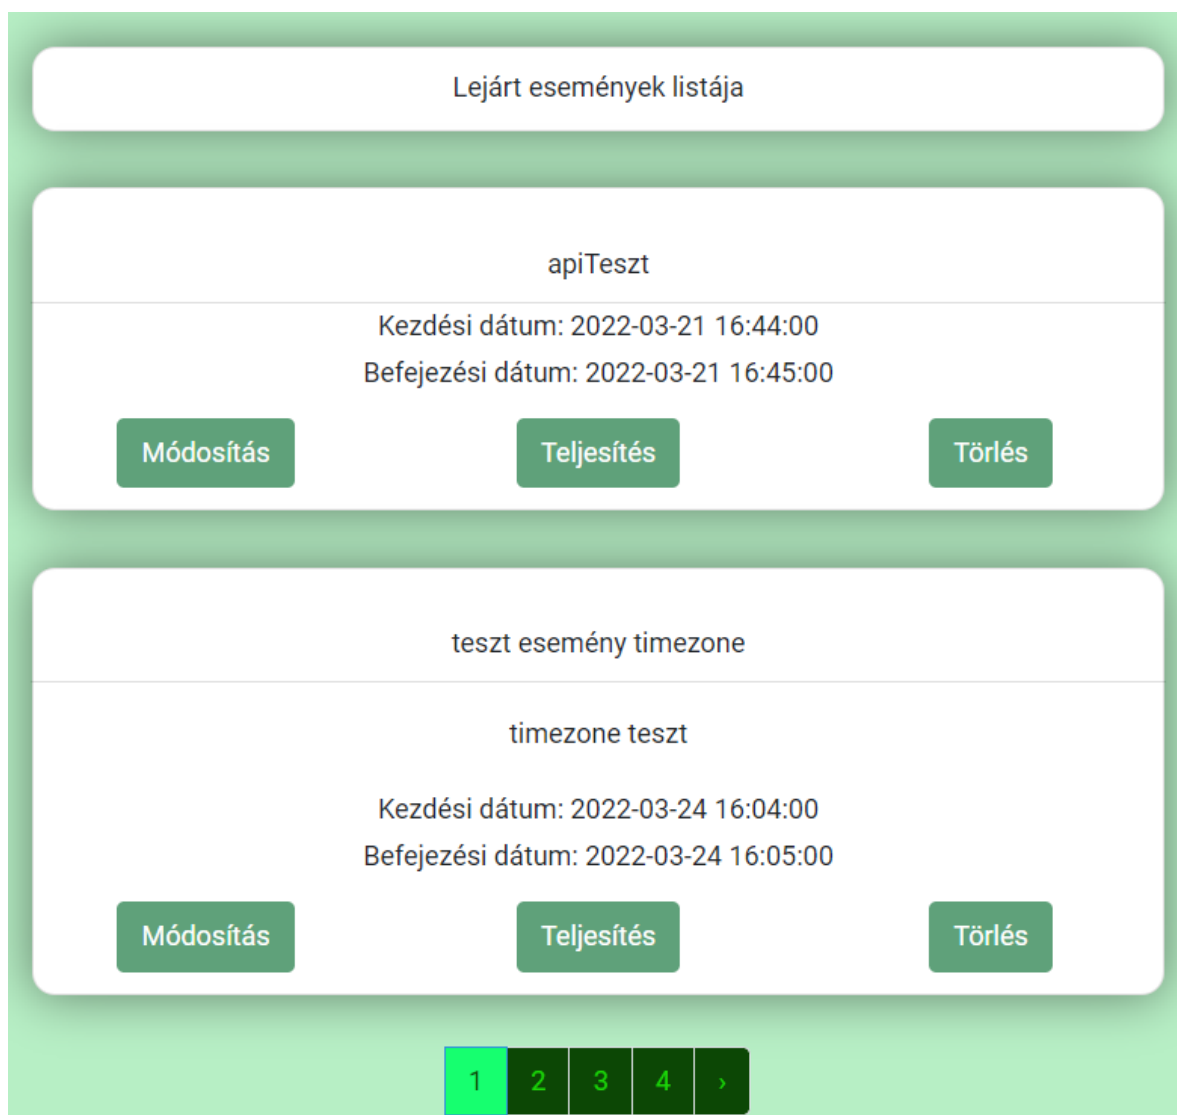 Lejárt események listája
apiTeszt
Kezdési dátum: 2022-03-21 16:44:00
Befejezési dátum: 2022-03-21 16:45:00
Módosítás Teljesítés Törlés
teszt esemény timezone
timezone teszt
Kezdési dátum: 2022-03-24 16:04:00
Befejezési dátum: 2022-03-24 16:05:00
Módosítás Teljesítés Törlés
1 2 3 4 ›